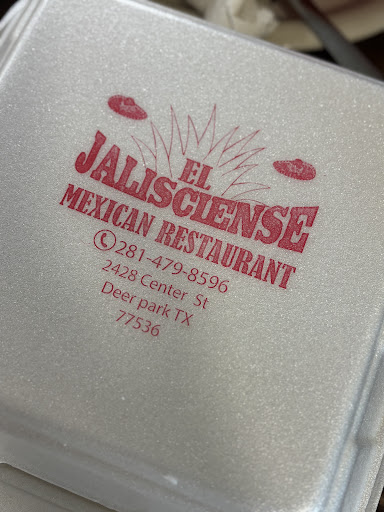 EL
JALISCIENSE
MEXICAN RESTAURANT
281-479-8596
2428 Center St
Deer park TX
77536